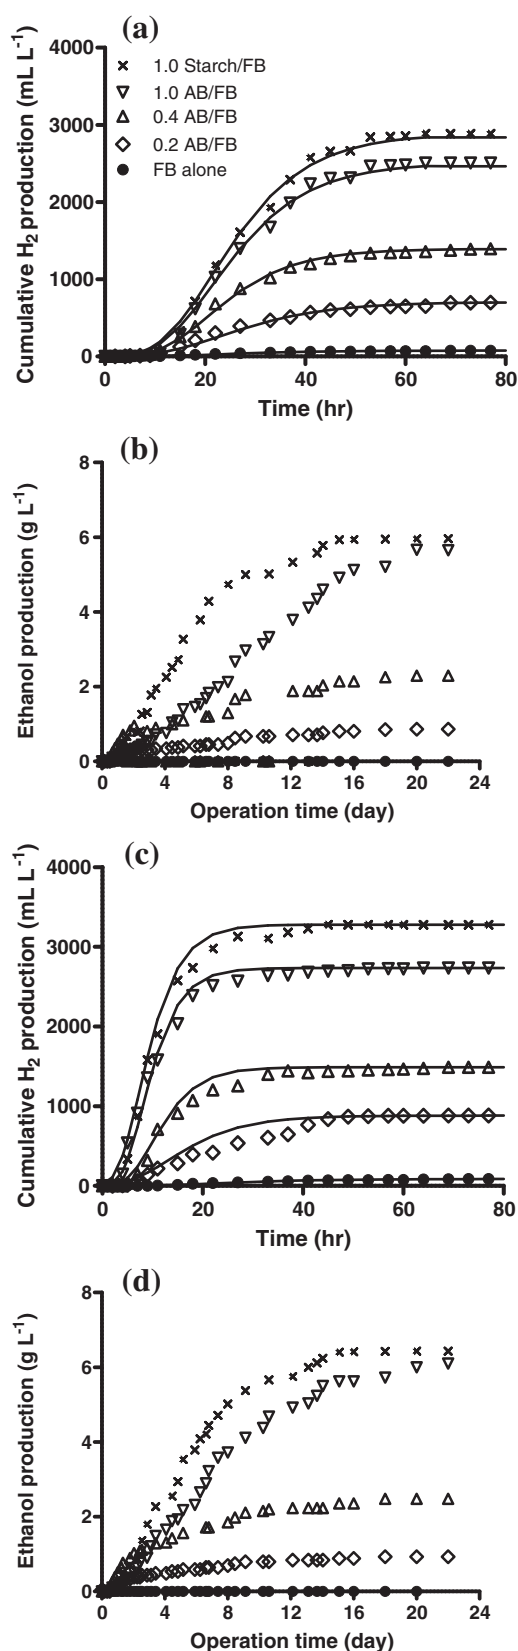 (a)
Cumulative H2 production (mL L-1)
4000
3000
2000
1000
0
× 1.0 Starch/FB
▽ 1.0 AB/FB
△ 0.4 AB/FB
◇ 0.2 AB/FB
● FB alone
0 20 40 60 80
Time (hr)
(b)
Ethanol production (g L-1)
8
6
4
2
0
0 4 8 12 16 20 24
Operation time (day)
(c)
Cumulative H2 production (mL L-1)
4000
3000
2000
1000
0
0 20 40 60 80
Time (hr)
(d)
Ethanol production (g L-1)
8
6
4
2
0
0 4 8 12 16 20 24
Operation time (day)